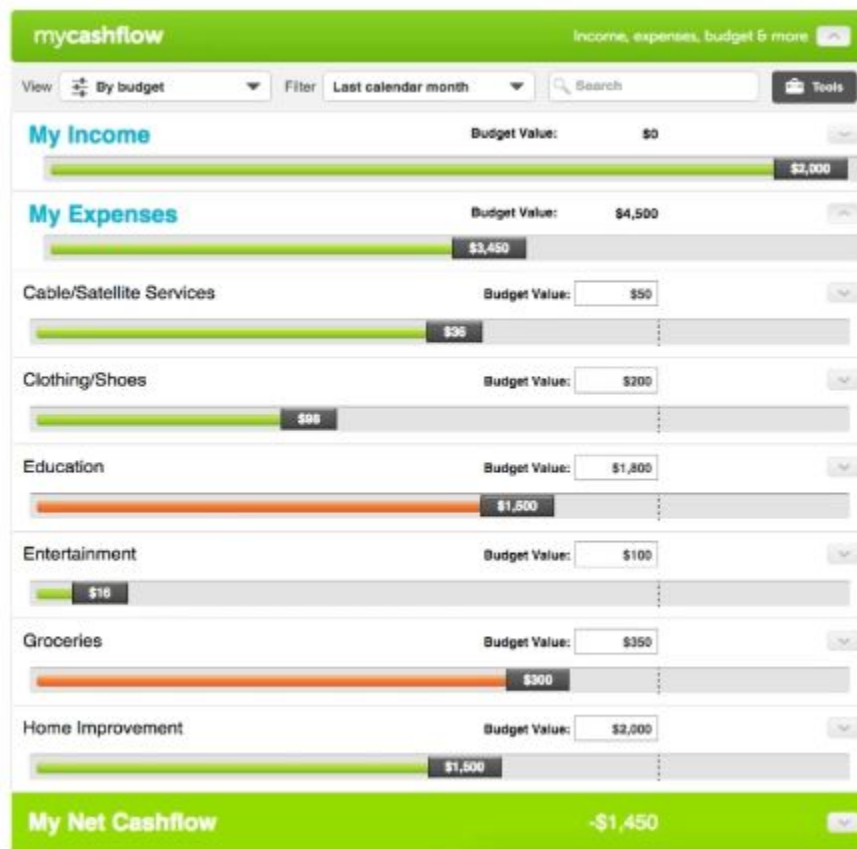 mycashflow Income, expenses, budget & more
View By budget Filter Last calendar month Search Tools
My Income Budget Value: $0
$2,000
My Expenses Budget Value: $4,500
$3,450
Cable/Satellite Services Budget Value: $50
$36
Clothing/Shoes Budget Value: $200
$98
Education Budget Value: $1,800
$1,500
Entertainment Budget Value: $100
$16
Groceries Budget Value: $350
$300
Home Improvement Budget Value: $2,000
$1,500
My Net Cashflow -$1,450